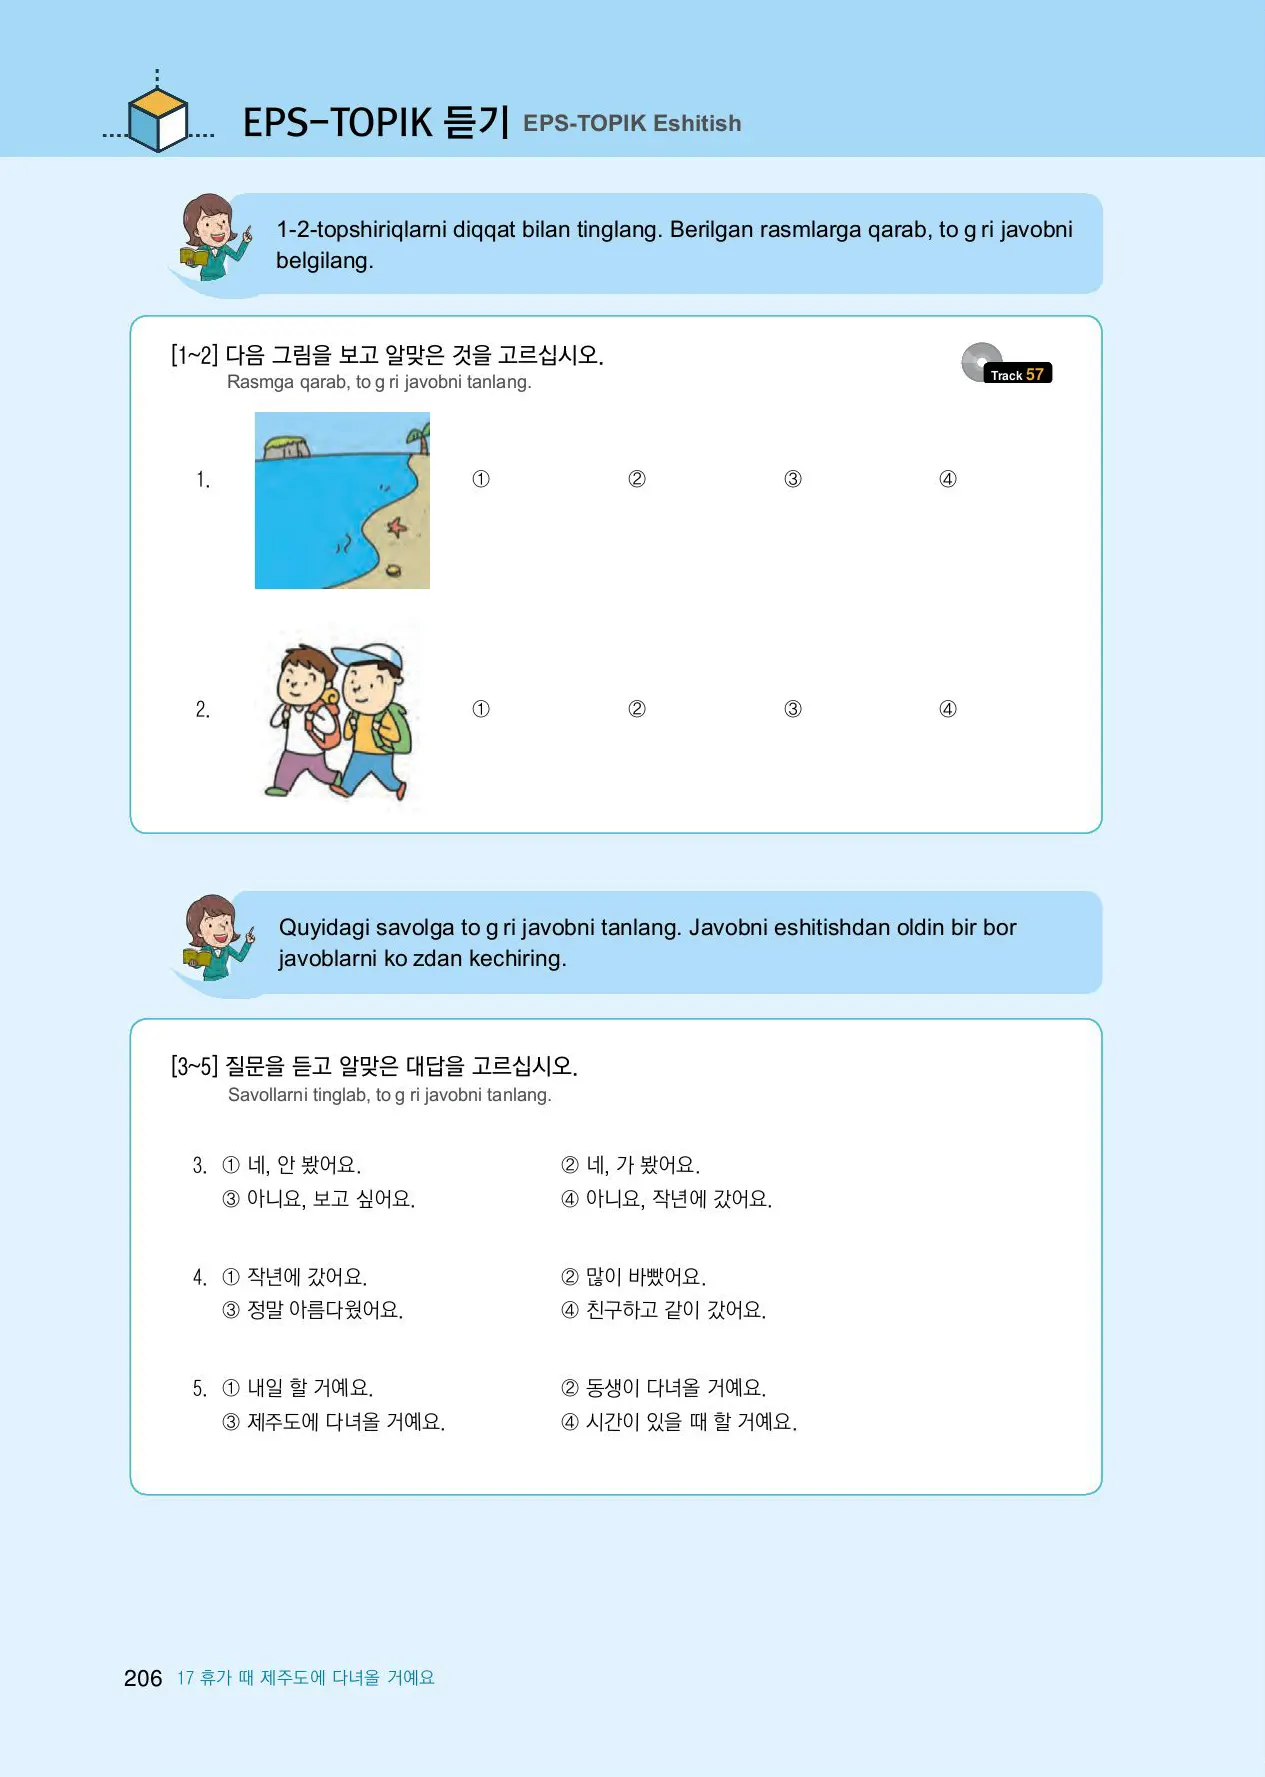 EPS-TOPIK 듣기 EPS-TOPIK Eshitish
1-2-topshiriqlarni diqqat bilan tinglang. Berilgan rasmlarga qarab, to g ri javobni
belgilang.
[1~2] 다음 그림을 보고 알맞은 것을 고르십시오.
Rasmga qarab, to g ri javobni tanlang.
Track 57
1. ① ② ③ ④
2. ① ② ③ ④
Quyidagi savolga to g ri javobni tanlang. Javobni eshitishdan oldin bir bor
javoblarni ko zdan kechiring.
[3~5] 질문을 듣고 알맞은 대답을 고르십시오.
Savollarni tinglab, to g ri javobni tanlang.
3. ① 네, 안 봤어요. ② 네, 가 봤어요.
③ 아니요, 보고 싶어요. ④ 아니요, 작년에 갔어요.
4. ① 작년에 갔어요. ② 많이 바빴어요.
③ 정말 아름다웠어요. ④ 친구하고 같이 갔어요.
5. ① 내일 할 거예요. ② 동생이 다녀올 거예요.
③ 제주도에 다녀올 거예요. ④ 시간이 있을 때 할 거예요.
206 17 휴가 때 제주도에 다녀올 거예요